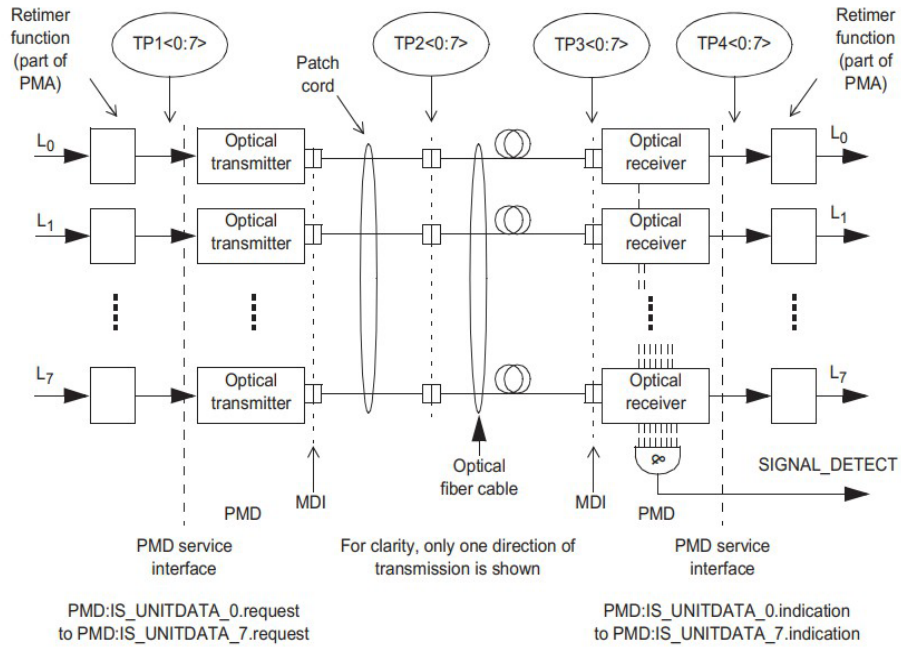 Retimer
function
(part of
PMA)
TP1<0:7>
Patch
cord
TP2<0:7>
TP3<0:7>
TP4<0:7>
Retimer
function
(part of
PMA)
L0
Optical
transmitter
Optical
receiver
L0
L1
Optical
transmitter
Optical
receiver
L1
L7
Optical
transmitter
Optical
receiver
L7
&
Optical
fiber cable
SIGNAL_DETECT
PMD
MDI
MDI
PMD
PMD service
interface
For clarity, only one direction of
transmission is shown
PMD service
interface
PMD:IS_UNITDATA_0.request
to PMD:IS_UNITDATA_7.request
PMD:IS_UNITDATA_0.indication
to PMD:IS_UNITDATA_7.indication